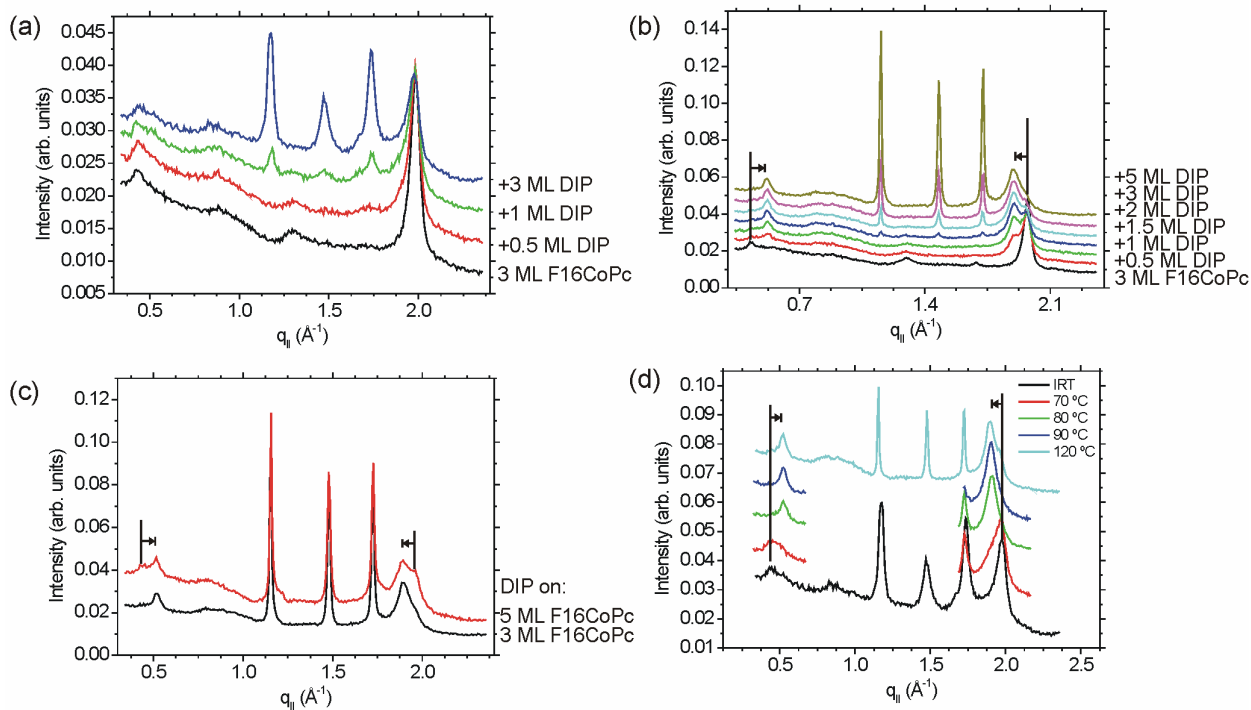 (a)
0.045
0.040
0.035
0.030
0.025
0.020
0.015
0.010
0.005
Intensity (arb. units)
0.5
1.0
1.5
2.0
q|| (Å-1)
+3 ML DIP
+1 ML DIP
+0.5 ML DIP
3 ML F16CoPc
(b)
0.14
0.12
0.10
0.08
0.06
0.04
0.02
0.00
Intensity (arb. units)
0.7
1.4
2.1
q|| (Å-1)
+5 ML DIP
+3 ML DIP
+2 ML DIP
+1.5 ML DIP
+1 ML DIP
+0.5 ML DIP
3 ML F16CoPc
(c)
0.12
0.10
0.08
0.06
0.04
0.02
0.00
Intensity (arb. units)
0.5
1.0
1.5
2.0
q|| (Å-1)
DIP on:
5 ML F16CoPc
3 ML F16CoPc
(d)
0.10
0.09
0.08
0.07
0.06
0.05
0.04
0.03
0.02
0.01
Intensity (arb. units)
0.5
1.0
1.5
2.0
2.5
q|| (Å-1)
IRT
70 ºC
80 ºC
90 ºC
120 ºC